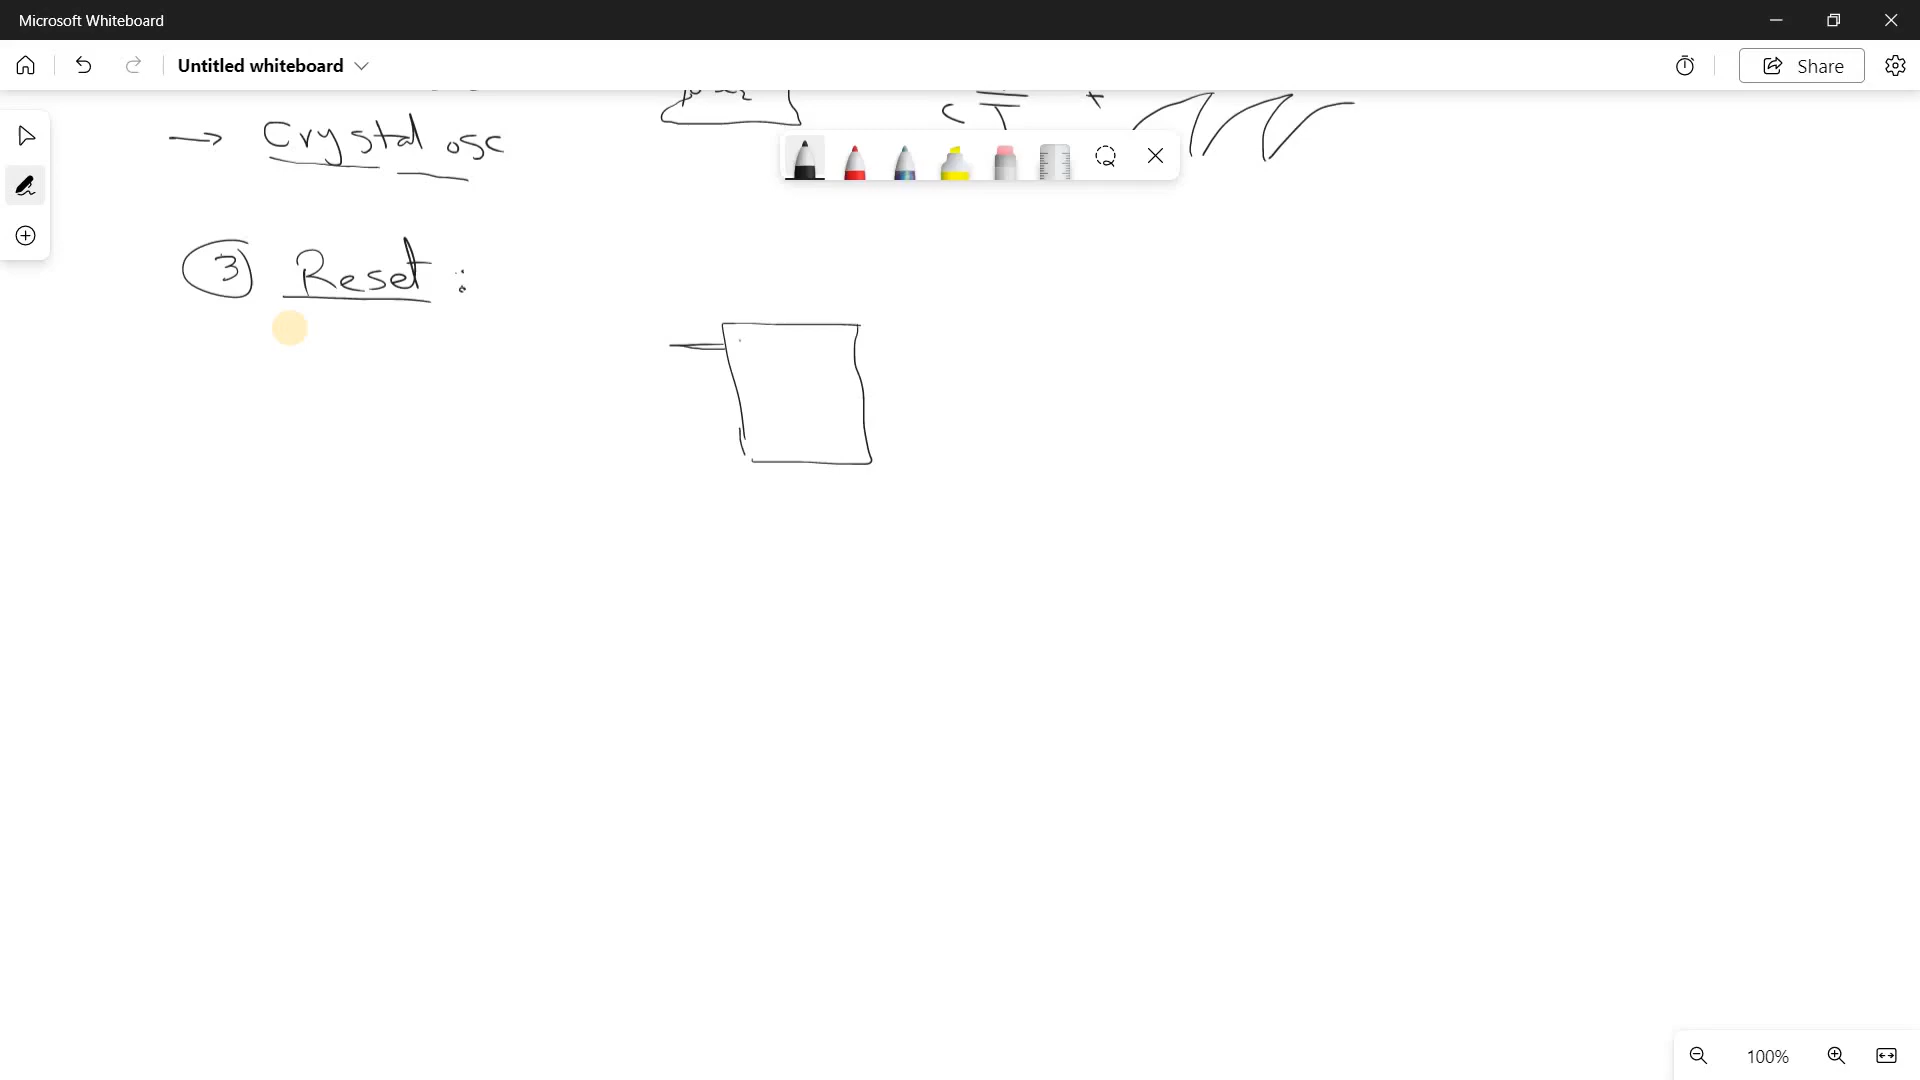 Microsoft Whiteboard
Untitled whiteboard
Share
→ Crystal osc
③ Reset :
100%